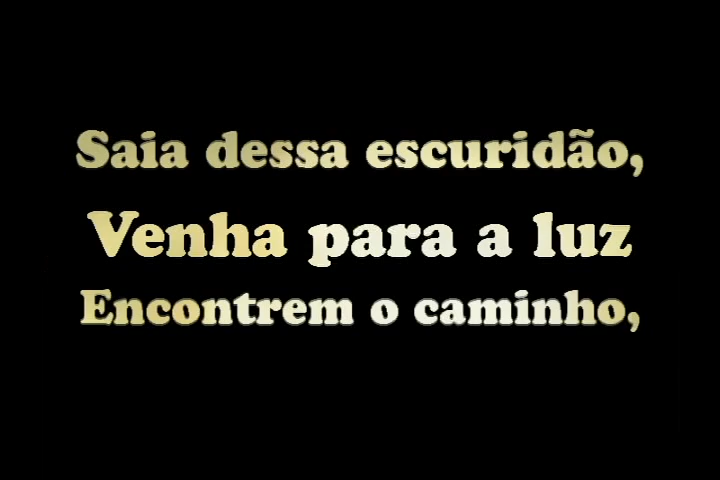 Saia dessa escuridão,
Venha para a luz
Encontrem o caminho,